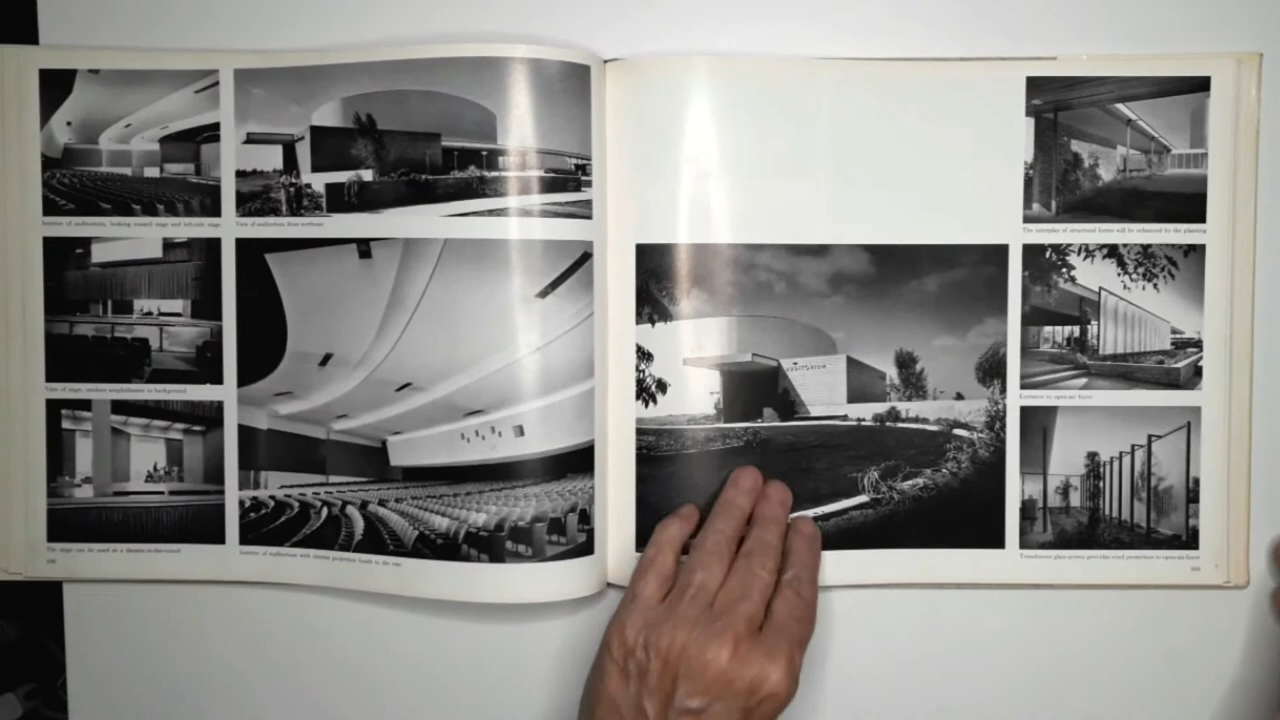 Interior of auditorium, looking toward stage and left-side stage
View of auditorium from northeast
View of stage, outdoor amphitheater in background
The stage can be used as a theatre-in-the-round
Interior of auditorium with cinema projection booth in the rear
AUDITORIUM
The interplay of structural forms will be enhanced by the planting
Entrance to open-air foyer
Translucent glass screen provides wind protection to open-air foyer